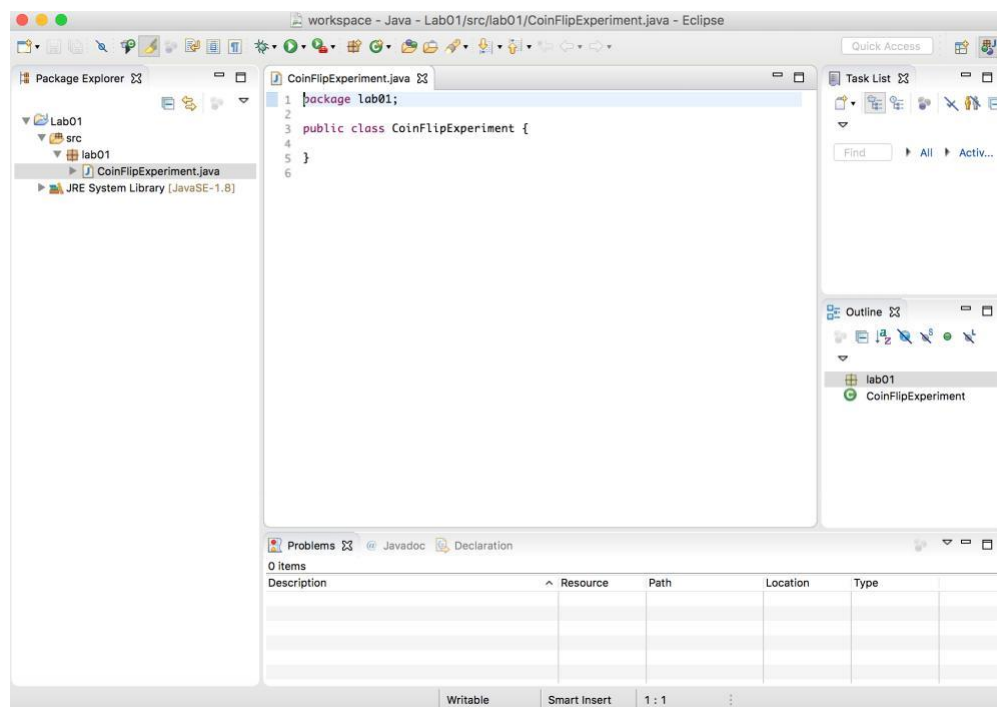 workspace - Java - Lab01/src/lab01/CoinFlipExperiment.java - Eclipse
Quick Access
Package Explorer
Lab01
src
lab01
CoinFlipExperiment.java
JRE System Library [JavaSE-1.8]
CoinFlipExperiment.java
1 package lab01;
2
3 public class CoinFlipExperiment {
4
5 }
6
Task List
Find
All
Activ...
Outline
lab01
CoinFlipExperiment
Problems
@ Javadoc
Declaration
0 items
Description Resource Path Location Type
Writable Smart Insert 1 : 1